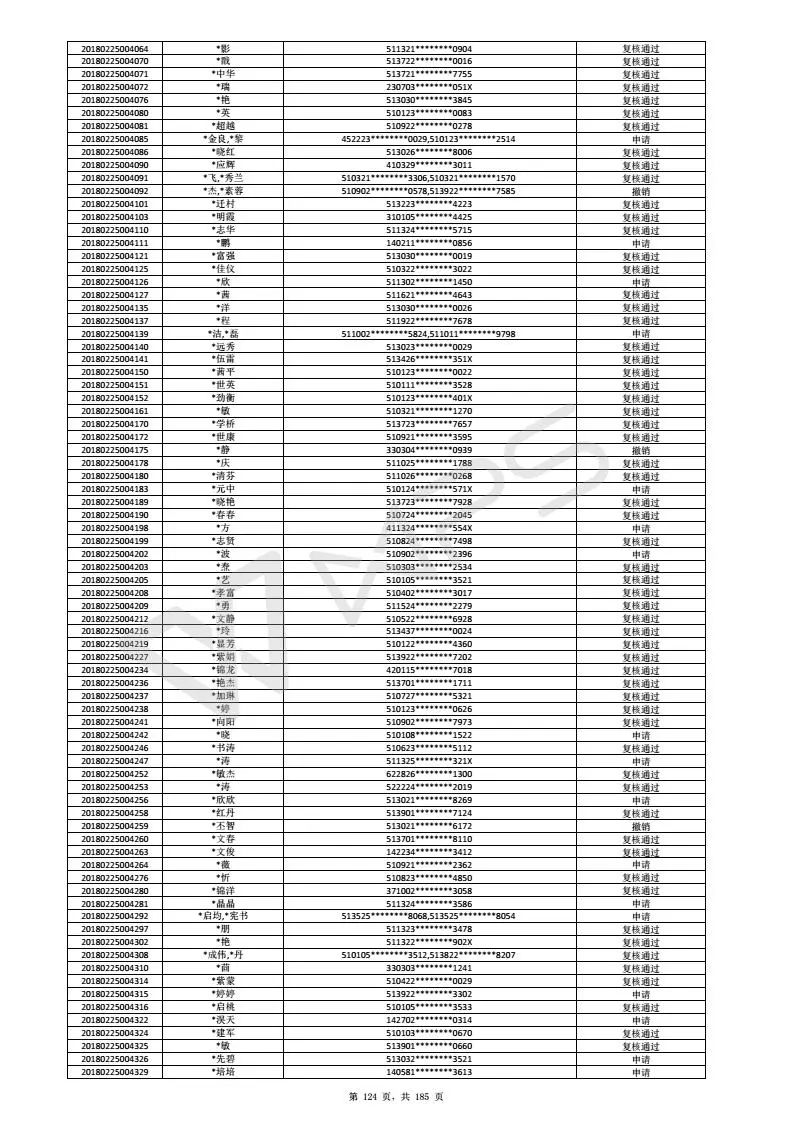 20180225004064 *影 511321********0904 复核通过
20180225004070 *戬 513722********0016 复核通过
20180225004071 *中华 513721********7755 复核通过
20180225004072 *瑞 230703********051X 复核通过
20180225004076 *艳 513030********3845 复核通过
20180225004080 *英 510123********0083 复核通过
20180225004081 *超越 510922********0278 复核通过
20180225004085 *金良,*黎 452223********0029,510123********2514 申请
20180225004086 *晓红 513026********8006 复核通过
20180225004090 *应辉 410329********3011 复核通过
20180225004091 *飞,*秀兰 510321********3306,510321********1570 复核通过
20180225004092 *杰,*素蓉 510902********0578,513922********7585 撤销
20180225004101 *迁村 513223********4223 复核通过
20180225004103 *明霞 310105********4425 复核通过
20180225004110 *志华 511324********5715 复核通过
20180225004111 *鹏 140211********0856 申请
20180225004121 *富强 513030********0019 复核通过
20180225004125 *佳仪 510322********3022 复核通过
20180225004126 *欣 511302********1450 申请
20180225004127 *茜 511621********4643 复核通过
20180225004135 *洋 513030********0026 复核通过
20180225004137 *程 511922********7678 复核通过
20180225004139 *洁,*磊 511002********5824,511011********9798 申请
20180225004140 *远秀 513023********0029 复核通过
20180225004141 *伍雷 513426********351X 复核通过
20180225004150 *茜平 510123********0022 复核通过
20180225004151 *世英 510111********3528 复核通过
20180225004152 *劲衡 510123********401X 复核通过
20180225004161 *敏 510321********1270 复核通过
20180225004170 *学桥 513723********7657 复核通过
20180225004172 *世康 510921********3595 复核通过
20180225004175 *静 330304********0939 撤销
20180225004178 *庆 511025********1788 复核通过
20180225004180 *清芬 511026********0268 复核通过
20180225004183 *元中 510124********571X 申请
20180225004189 *晓艳 513723********7928 复核通过
20180225004190 *春春 510724********2045 复核通过
20180225004198 *方 411324********554X 申请
20180225004199 *志贤 510824********7498 复核通过
20180225004202 *波 510902********2396 申请
20180225004203 *焘 510303********2534 复核通过
20180225004205 *艺 510105********3521 复核通过
20180225004208 *孝富 510402********3017 复核通过
20180225004209 *勇 511524********2279 复核通过
20180225004212 *文静 510522********6928 复核通过
20180225004216 *玲 513437********0024 复核通过
20180225004219 *显芳 510122********4360 复核通过
20180225004227 *紫娟 513922********7202 复核通过
20180225004234 *锦龙 420115********7018 复核通过
20180225004236 *艳杰 513701********1711 复核通过
20180225004237 *加琳 510727********5321 复核通过
20180225004238 *婷 510123********0626 复核通过
20180225004241 *向阳 510902********7973 复核通过
20180225004242 *晓 510108********1522 申请
20180225004246 *书涛 510623********5112 复核通过
20180225004247 *涛 511325********321X 申请
20180225004252 *敏杰 622826********1300 复核通过
20180225004253 *涛 522224********2019 复核通过
20180225004256 *欣欣 513021********8269 申请
20180225004258 *红丹 513901********7124 复核通过
20180225004259 *丕智 513021********6172 撤销
20180225004260 *文春 513701********8110 复核通过
20180225004263 *文俊 142234********3412 复核通过
20180225004264 *薇 510921********2362 申请
20180225004276 *忻 510823********4850 复核通过
20180225004280 *锦洋 371002********3058 复核通过
20180225004281 *晶晶 511324********3586 申请
20180225004292 *启均,*宪书 513525********8068,513525********8054 申请
20180225004297 *朋 511323********3478 复核通过
20180225004302 *艳 511322********902X 复核通过
20180225004308 *成伟,*丹 510105********3512,513822********8207 复核通过
20180225004310 *茼 330303********1241 复核通过
20180225004314 *紫蒙 510422********0029 复核通过
20180225004315 *婷婷 513922********3302 申请
20180225004316 *启桃 510105********3533 复核通过
20180225004322 *淏天 142702********0314 申请
20180225004324 *建军 510103********0670 复核通过
20180225004325 *敏 513901********0660 复核通过
20180225004326 *先碧 513032********3521 申请
20180225004329 *培培 140581********3613 申请
第 124 页，共 185 页